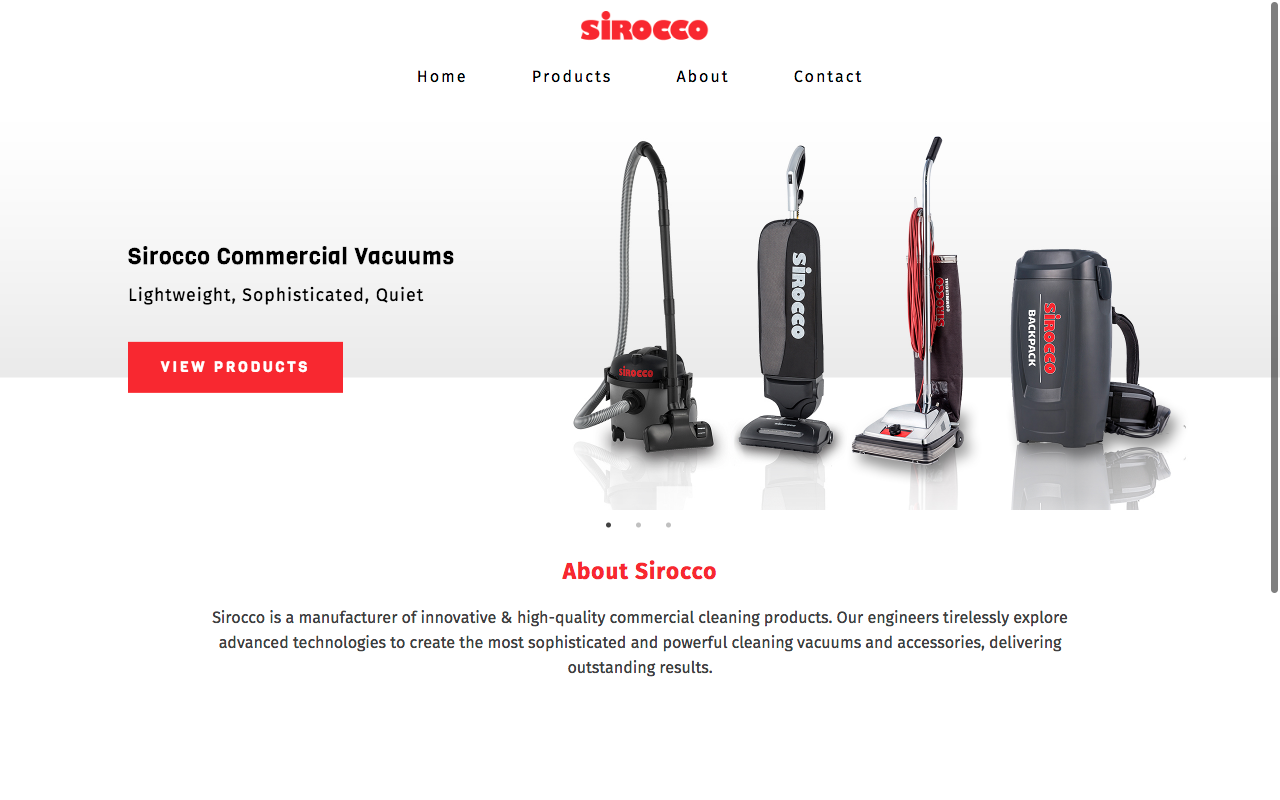 SiROCCO
Home Products About Contact
Sirocco Commercial Vacuums
Lightweight, Sophisticated, Quiet
VIEW PRODUCTS
SiROCCO
SiROCCO
SiROCCO
SiROCCO
BACKPACK
About Sirocco
Sirocco is a manufacturer of innovative & high-quality commercial cleaning products. Our engineers tirelessly explore
advanced technologies to create the most sophisticated and powerful cleaning vacuums and accessories, delivering
outstanding results.